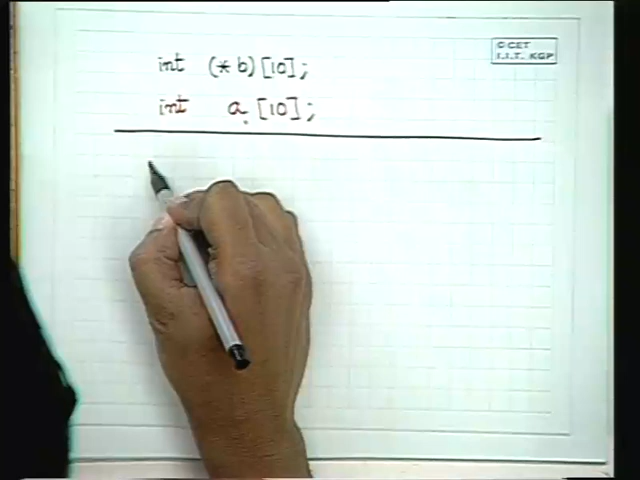 int (*b)[10];
©CET
I.I.T. KGP
int a[10];